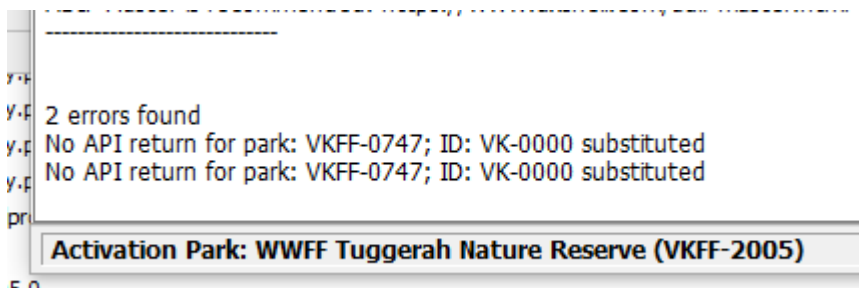 ----------------------------
2 errors found
No API return for park: VKFF-0747; ID: VK-0000 substituted
No API return for park: VKFF-0747; ID: VK-0000 substituted
Activation Park: WWFF Tuggerah Nature Reserve (VKFF-2005)